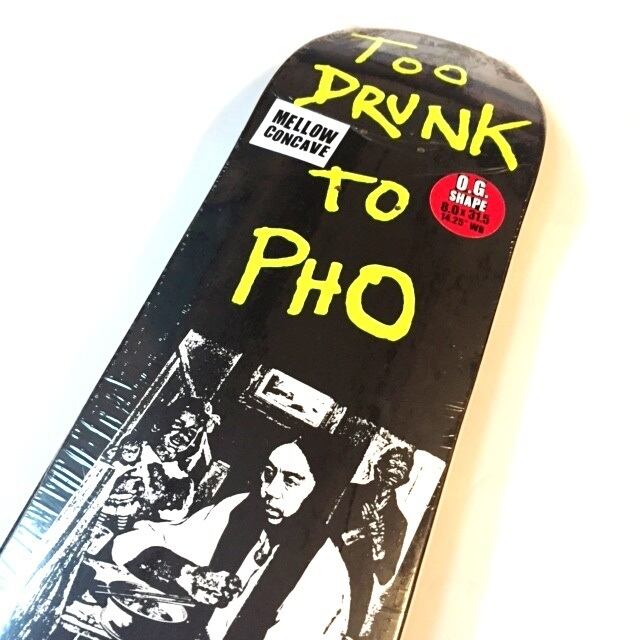 TOO
DRUNK
TO
PHO
MELLOW
CONCAVE
O.G.
SHAPE
8.0 x 31.5
14.25" WB